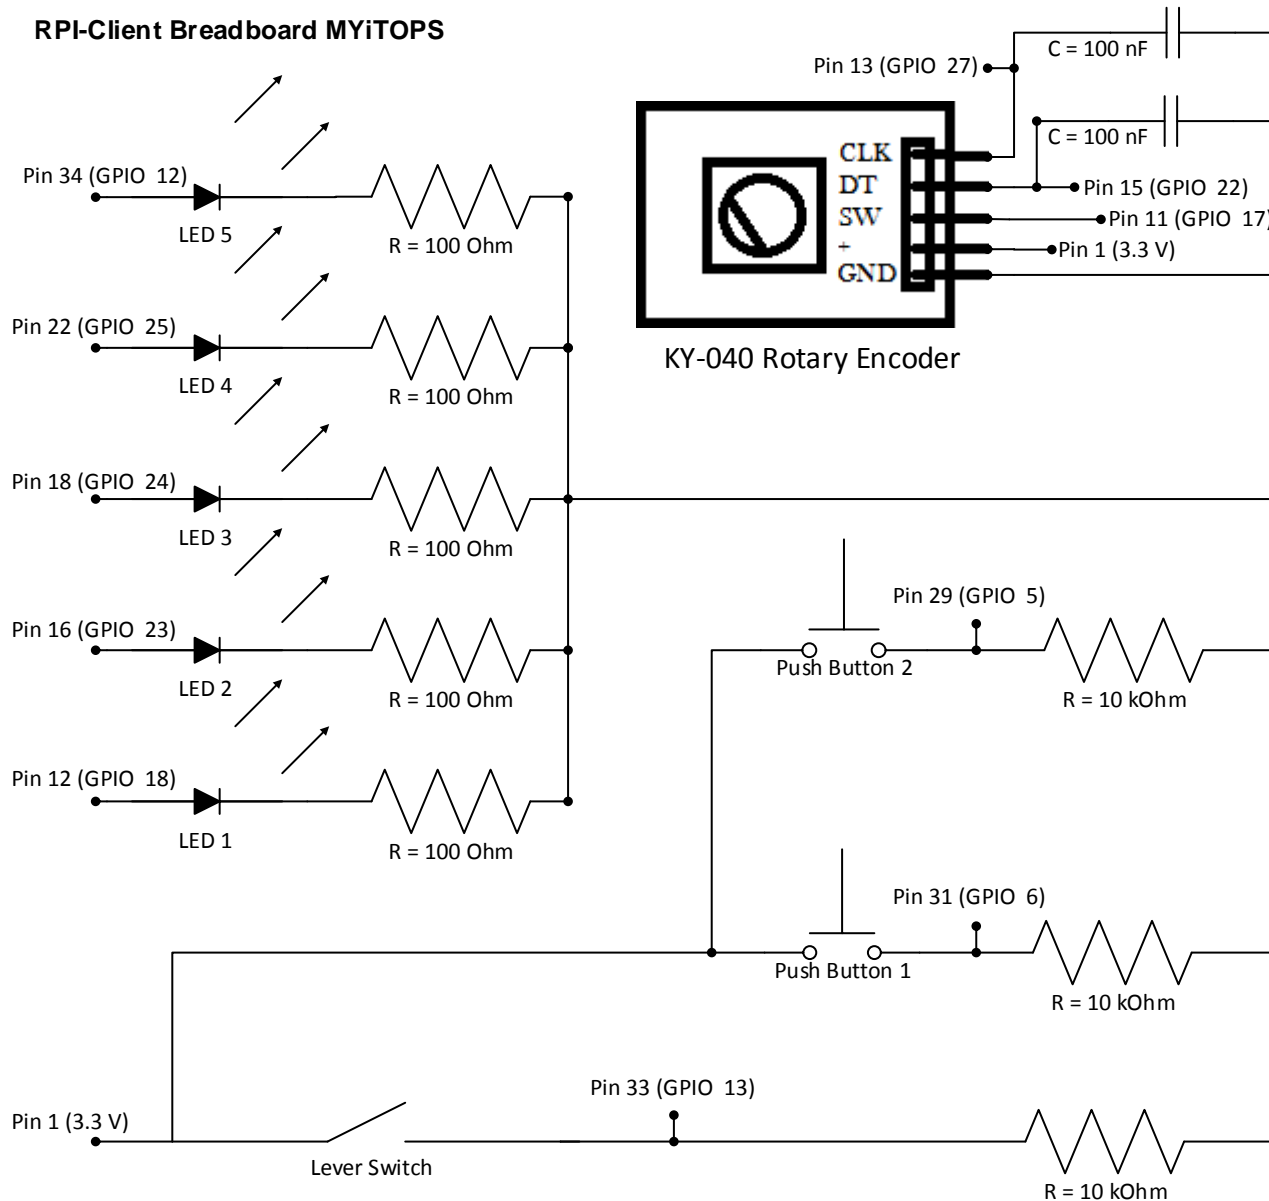 RPI-Client Breadboard MYiTOPS
C = 100 nF
Pin 13 (GPIO 27)
C = 100 nF
CLK
DT
SW
+
GND
Pin 15 (GPIO 22)
Pin 11 (GPIO 17)
Pin 1 (3.3 V)
KY-040 Rotary Encoder
Pin 34 (GPIO 12)
LED 5
R = 100 Ohm
Pin 22 (GPIO 25)
LED 4
R = 100 Ohm
Pin 18 (GPIO 24)
LED 3
R = 100 Ohm
Pin 16 (GPIO 23)
LED 2
R = 100 Ohm
Pin 12 (GPIO 18)
LED 1
R = 100 Ohm
Pin 29 (GPIO 5)
Push Button 2
R = 10 kOhm
Pin 31 (GPIO 6)
Push Button 1
R = 10 kOhm
Pin 1 (3.3 V)
Lever Switch
Pin 33 (GPIO 13)
R = 10 kOhm